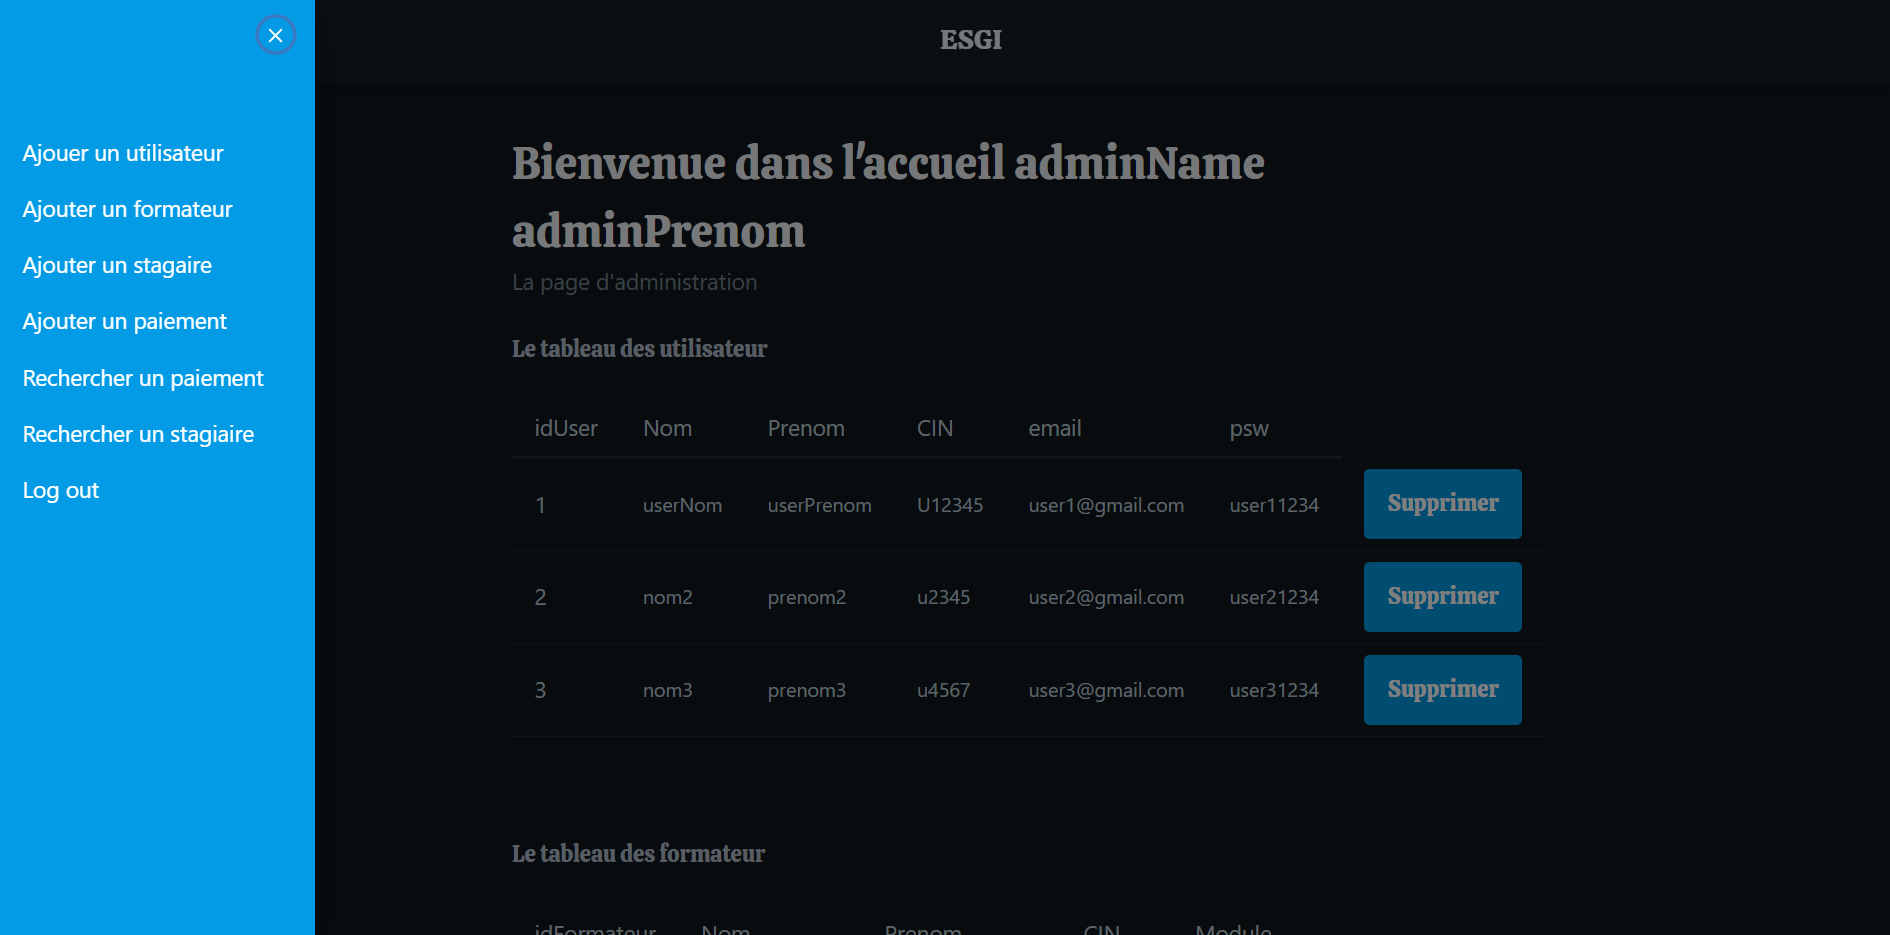 Ajouer un utilisateur
Ajouter un formateur
Ajouter un stagaire
Ajouter un paiement
Rechercher un paiement
Rechercher un stagiaire
Log out
ESGI
Bienvenue dans l'accueil adminName
adminPrenom
La page d'administration
Le tableau des utilisateur
idUser Nom Prenom CIN email psw
1 userNom userPrenom U12345 user1@gmail.com user11234 Supprimer
2 nom2 prenom2 u2345 user2@gmail.com user21234 Supprimer
3 nom3 prenom3 u4567 user3@gmail.com user31234 Supprimer
Le tableau des formateur
idFormateur Nom Prenom CIN Module